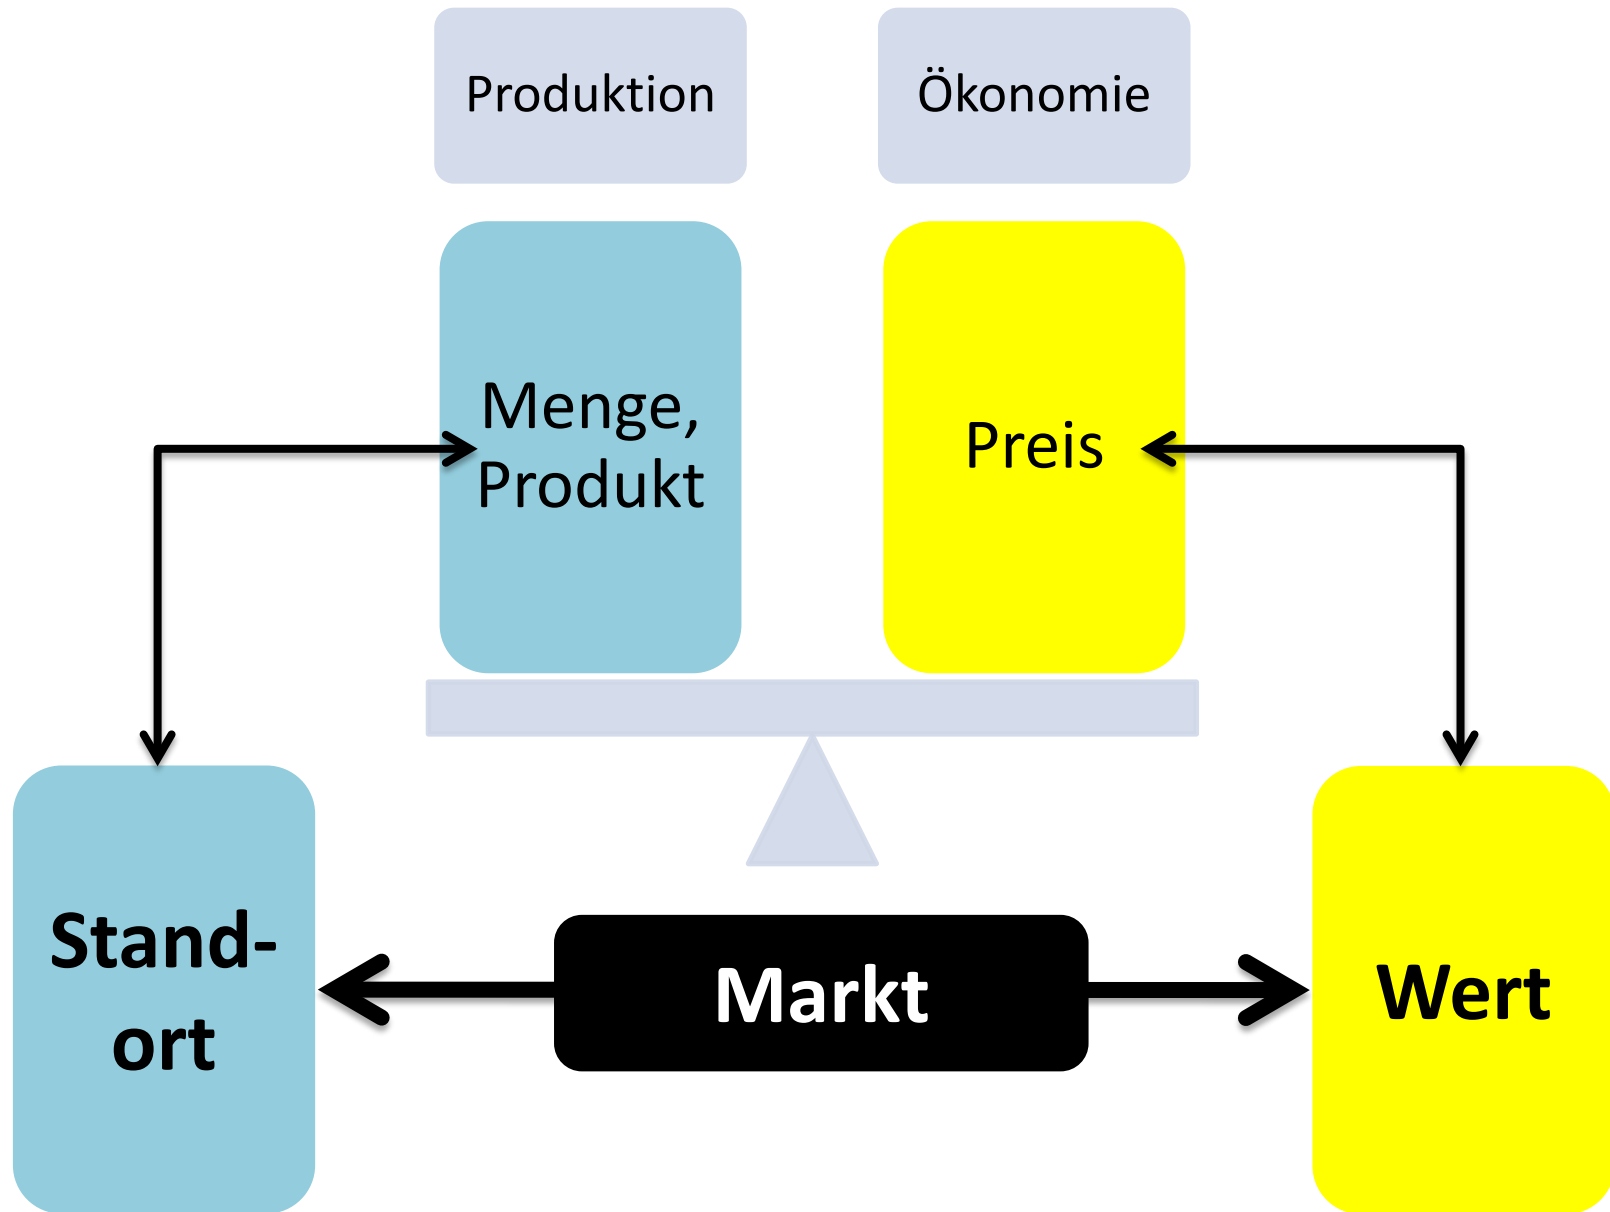 Produktion
Ökonomie
Menge,
Produkt
Preis
Stand-
ort
Markt
Wert